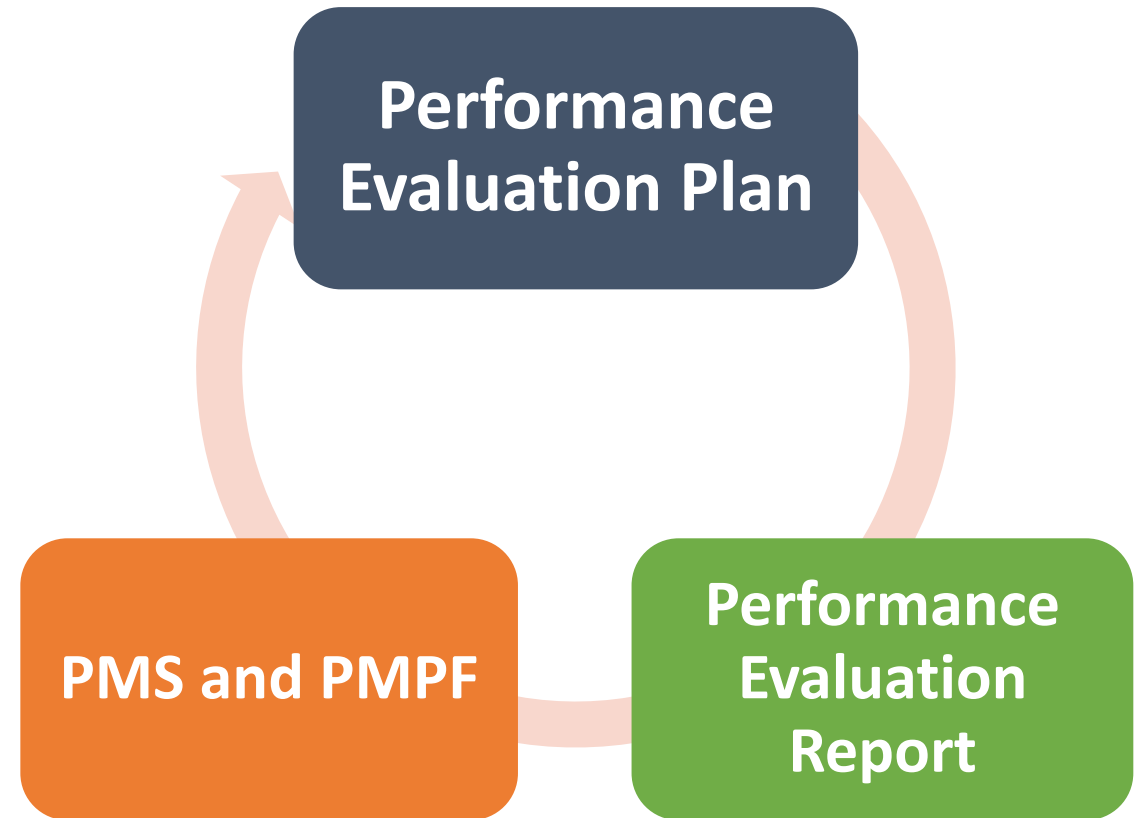 Performance
Evaluation Plan
PMS and PMPF
Performance
Evaluation
Report